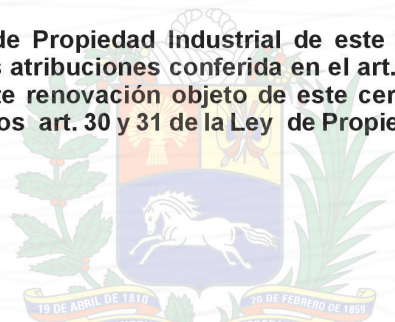 de Propiedad Industrial de este
s atribuciones conferida en el art.
te renovación objeto de este cer
os art. 30 y 31 de la Ley de Propie
19 DE ABRIL DE 1810
20 DE FEBRERO DE 1859